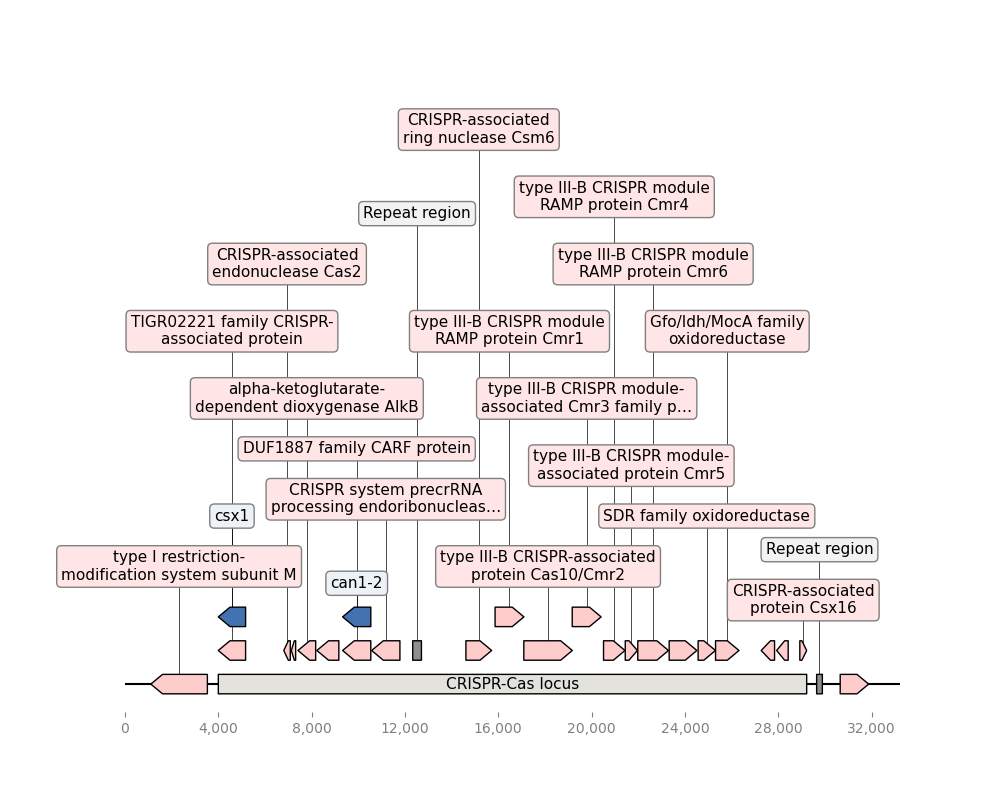 CRISPR-associated
ring nuclease Csm6
type III-B CRISPR module
RAMP protein Cmr4
Repeat region
CRISPR-associated
endonuclease Cas2
type III-B CRISPR module
RAMP protein Cmr6
TIGR02221 family CRISPR-
associated protein
type III-B CRISPR module
RAMP protein Cmr1
Gfo/Idh/MocA family
oxidoreductase
alpha-ketoglutarate-
dependent dioxygenase AlkB
type III-B CRISPR module-
associated Cmr3 family p...
DUF1887 family CARF protein
type III-B CRISPR module-
associated protein Cmr5
CRISPR system precrRNA
processing endoribonucleas...
csx1
SDR family oxidoreductase
Repeat region
type I restriction-
modification system subunit M
type III-B CRISPR-associated
protein Cas10/Cmr2
can1-2
CRISPR-associated
protein Csx16
CRISPR-Cas locus
0 4,000 8,000 12,000 16,000 20,000 24,000 28,000 32,000